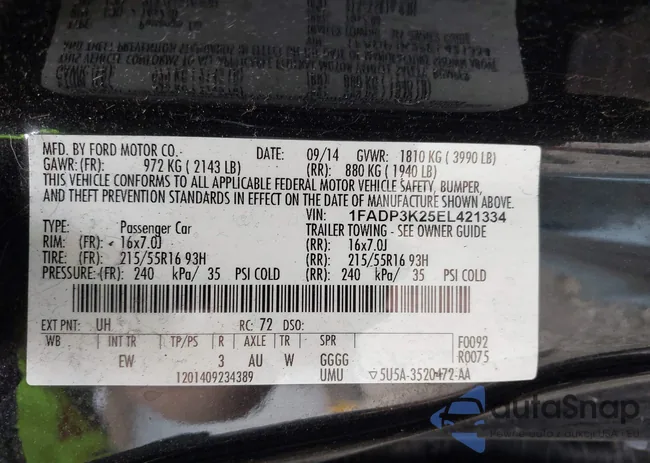 MFD. BY FORD MOTOR CO. DATE: 09/14 GVWR: 1810 KG ( 3990 LB)
GAWR: (FR): 972 KG ( 2143 LB) (RR): 880 KG ( 1940 LB)
THIS VEHICLE CONFORMS TO ALL APPLICABLE FEDERAL MOTOR VEHICLE SAFETY, BUMPER,
AND THEFT PREVENTION STANDARDS IN EFFECT ON THE DATE OF MANUFACTURE SHOWN ABOVE.
VIN: 1FADP3K25EL421334
TYPE: Passenger Car TRAILER TOWING - SEE OWNER GUIDE
RIM: (FR): 16x7.0J (RR): 16x7.0J
TIRE: (FR): 215/55R16 93H (RR): 215/55R16 93H
PRESSURE: (FR): 240 kPa/ 35 PSI COLD (RR): 240 kPa/ 35 PSI COLD
EXT PNT: UH RC: 72 DSO: F0092
WB INT TR TP/PS R AXLE TR SPR R0075
EW 3 AU W GGGG
1201409234389 UMU ▽5U5A-3520472-AA
autoSnap